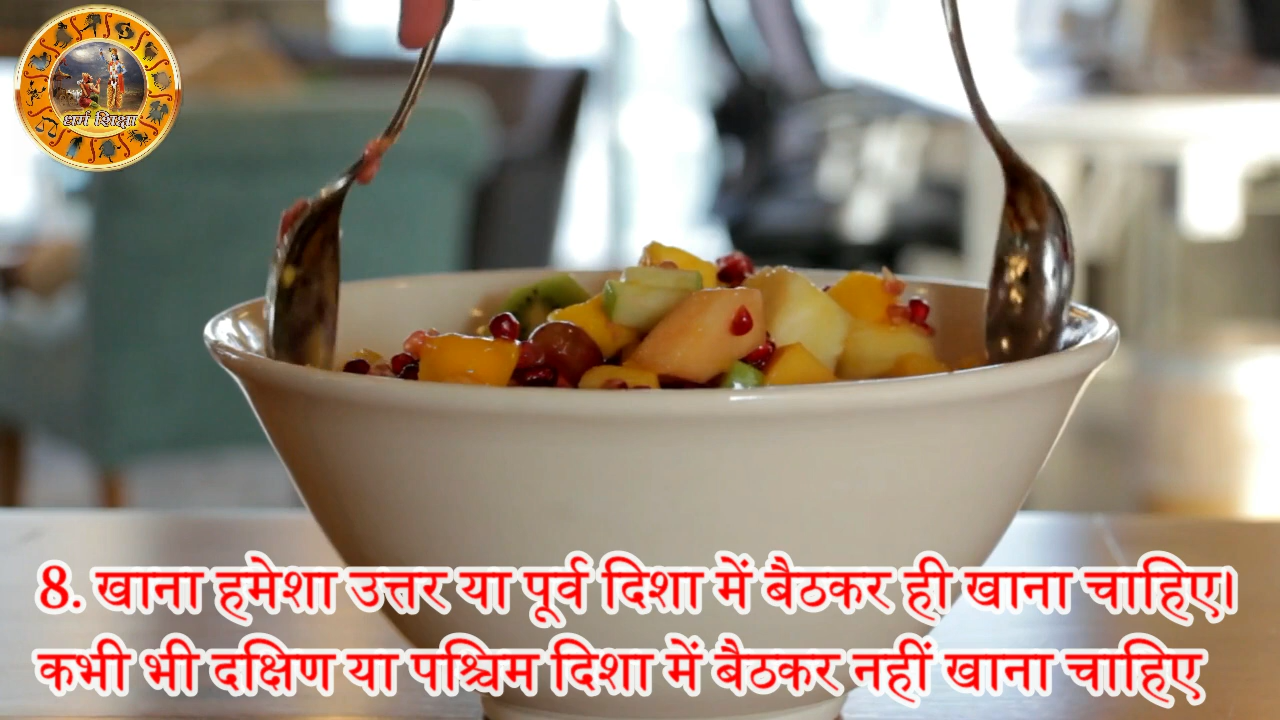 धर्म शिक्षा
8. खाना हमेशा उत्तर या पूर्व दिशा में बैठकर ही खाना चाहिए।
कभी भी दक्षिण या पश्चिम दिशा में बैठकर नहीं खाना चाहिए